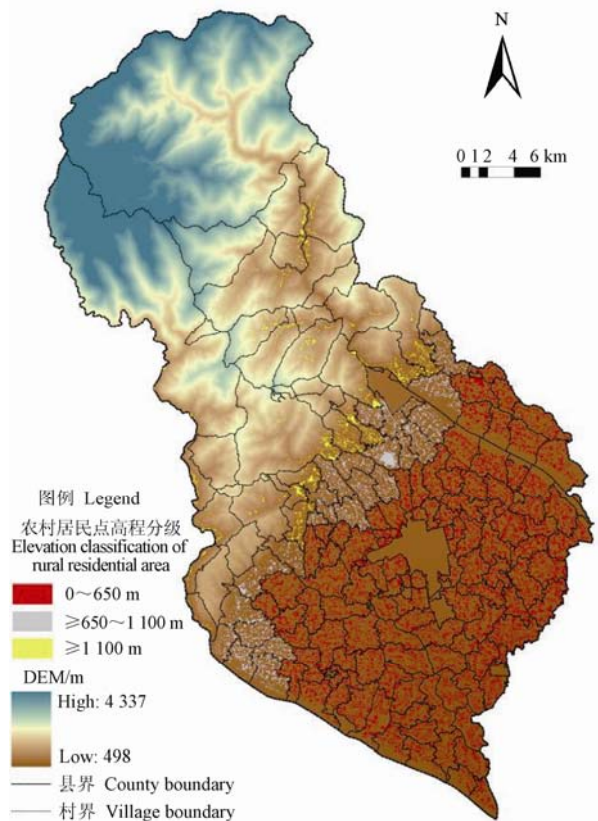 N
0 1 2 4 6 km
图例 Legend
农村居民点高程分级
Elevation classification of
rural residential area
0～650 m
≥650～1 100 m
≥1 100 m
DEM/m
High: 4 337
Low: 498
县界 County boundary
村界 Village boundary